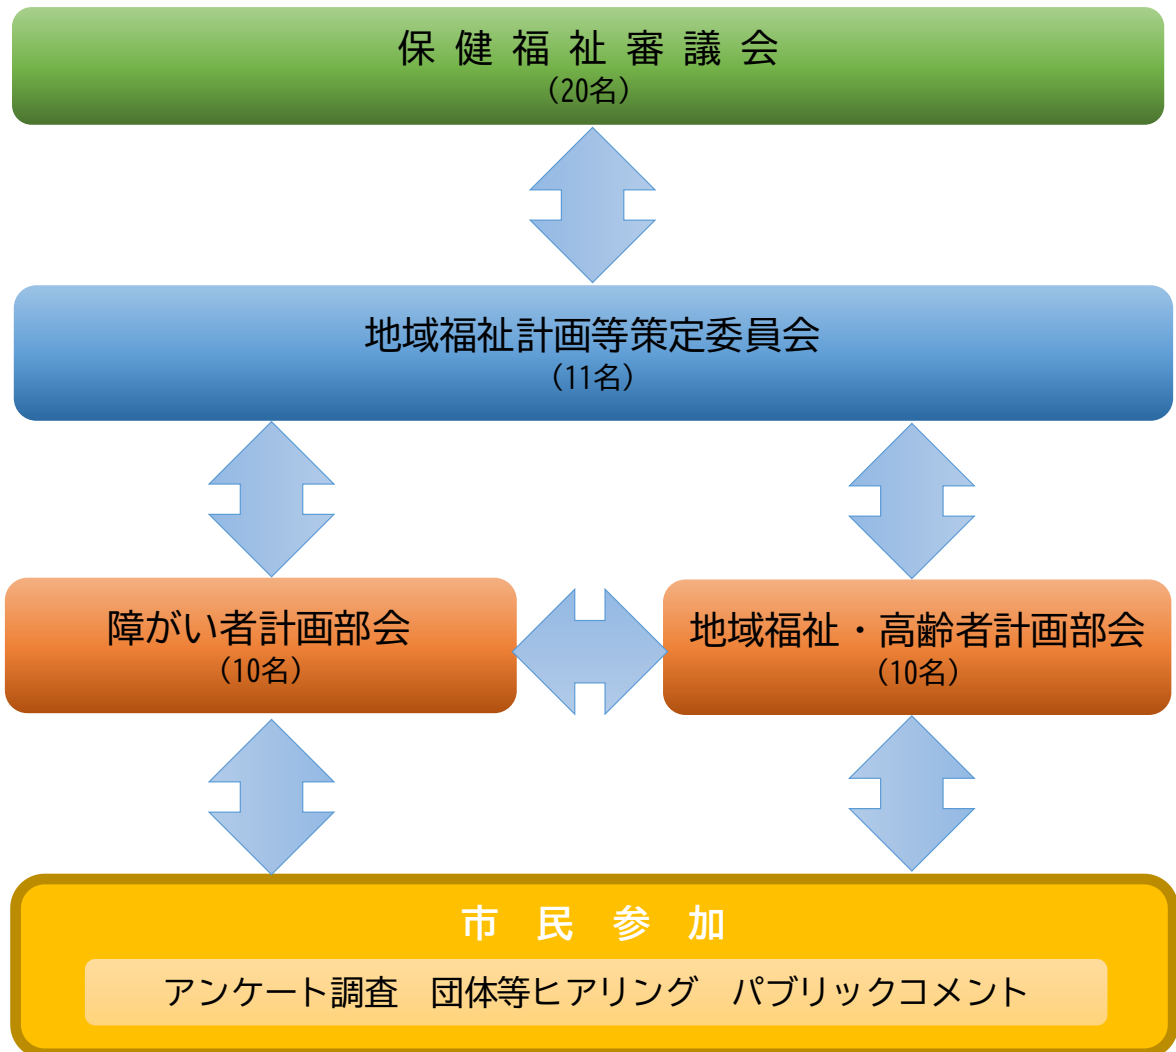 保健福祉審議会
(20名)
地域福祉計画等策定委員会
(11名)
障がい者計画部会
(10名)
地域福祉・高齢者計画部会
(10名)
市民参加
アンケート調査　団体等ヒアリング　パブリックコメント